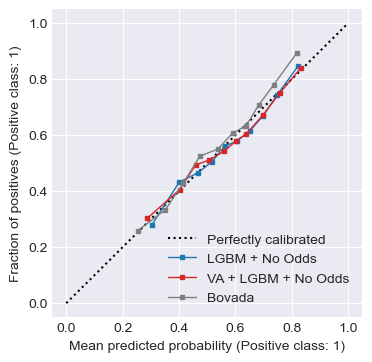 Fraction of positives (Positive class: 1)
1.0
0.8
0.6
0.4
0.2
0.0
Perfectly calibrated
LGBM + No Odds
VA + LGBM + No Odds
Bovada
0.0 0.2 0.4 0.6 0.8 1.0
Mean predicted probability (Positive class: 1)